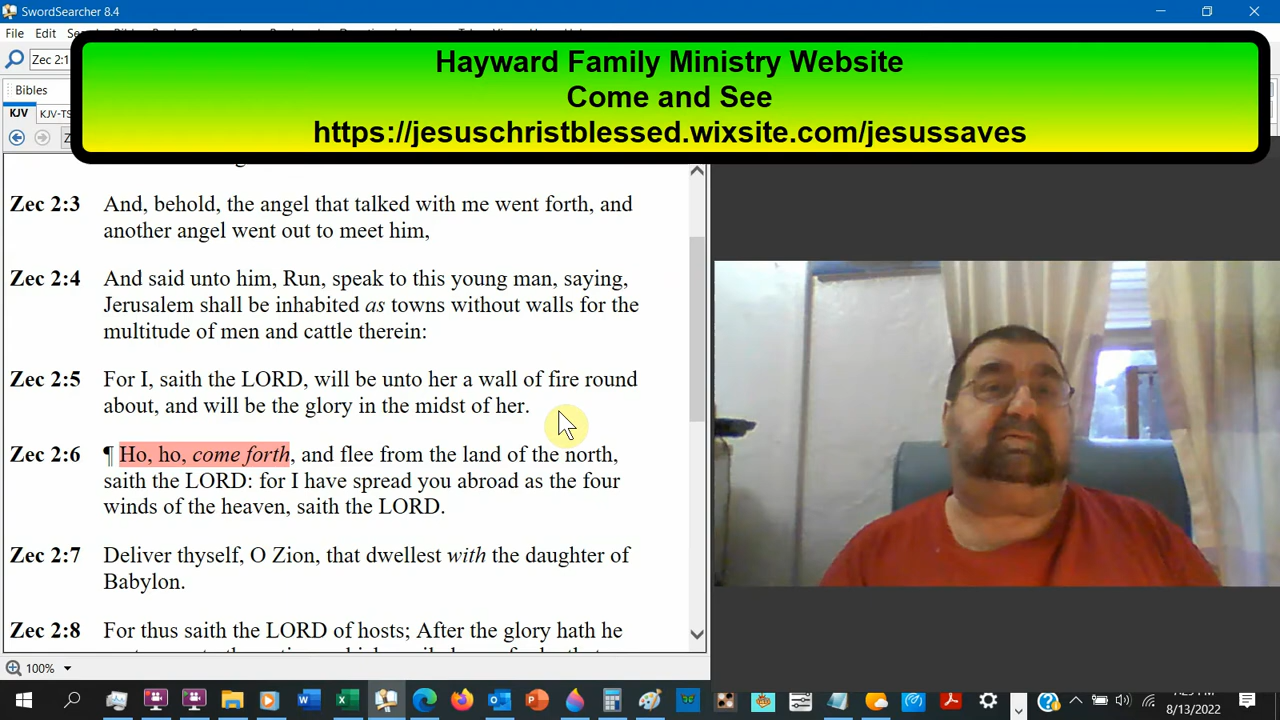 SwordSearcher 8.4
File Edit
Hayward Family Ministry Website
Come and See
https://jesuschristblessed.wixsite.com/jesussaves
Zec 2:1
Bibles
KJV KJV-TS
Zec 2:3 And, behold, the angel that talked with me went forth, and
another angel went out to meet him,
Zec 2:4 And said unto him, Run, speak to this young man, saying,
Jerusalem shall be inhabited as towns without walls for the
multitude of men and cattle therein:
Zec 2:5 For I, saith the LORD, will be unto her a wall of fire round
about, and will be the glory in the midst of her.
Zec 2:6 ¶ Ho, ho, come forth, and flee from the land of the north,
saith the LORD: for I have spread you abroad as the four
winds of the heaven, saith the LORD.
Zec 2:7 Deliver thyself, O Zion, that dwellest with the daughter of
Babylon.
Zec 2:8 For thus saith the LORD of hosts; After the glory hath he
100%
8/13/2022